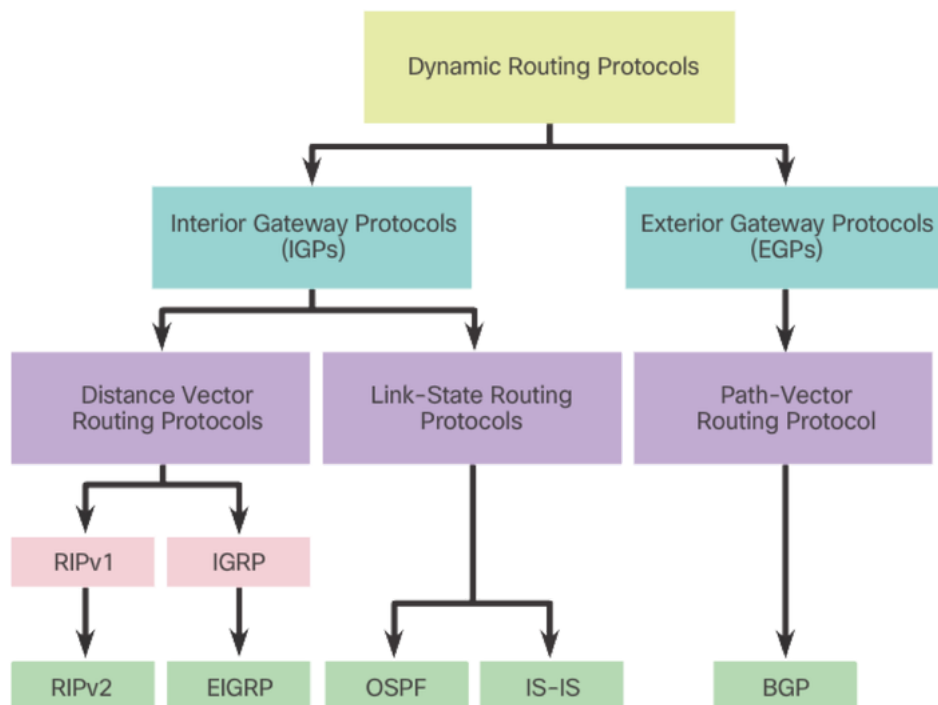 Dynamic Routing Protocols
Interior Gateway Protocols
(IGPs)
Exterior Gateway Protocols
(EGPs)
Distance Vector
Routing Protocols
Link-State Routing
Protocols
Path-Vector
Routing Protocol
RIPv1
IGRP
RIPv2
EIGRP
OSPF
IS-IS
BGP